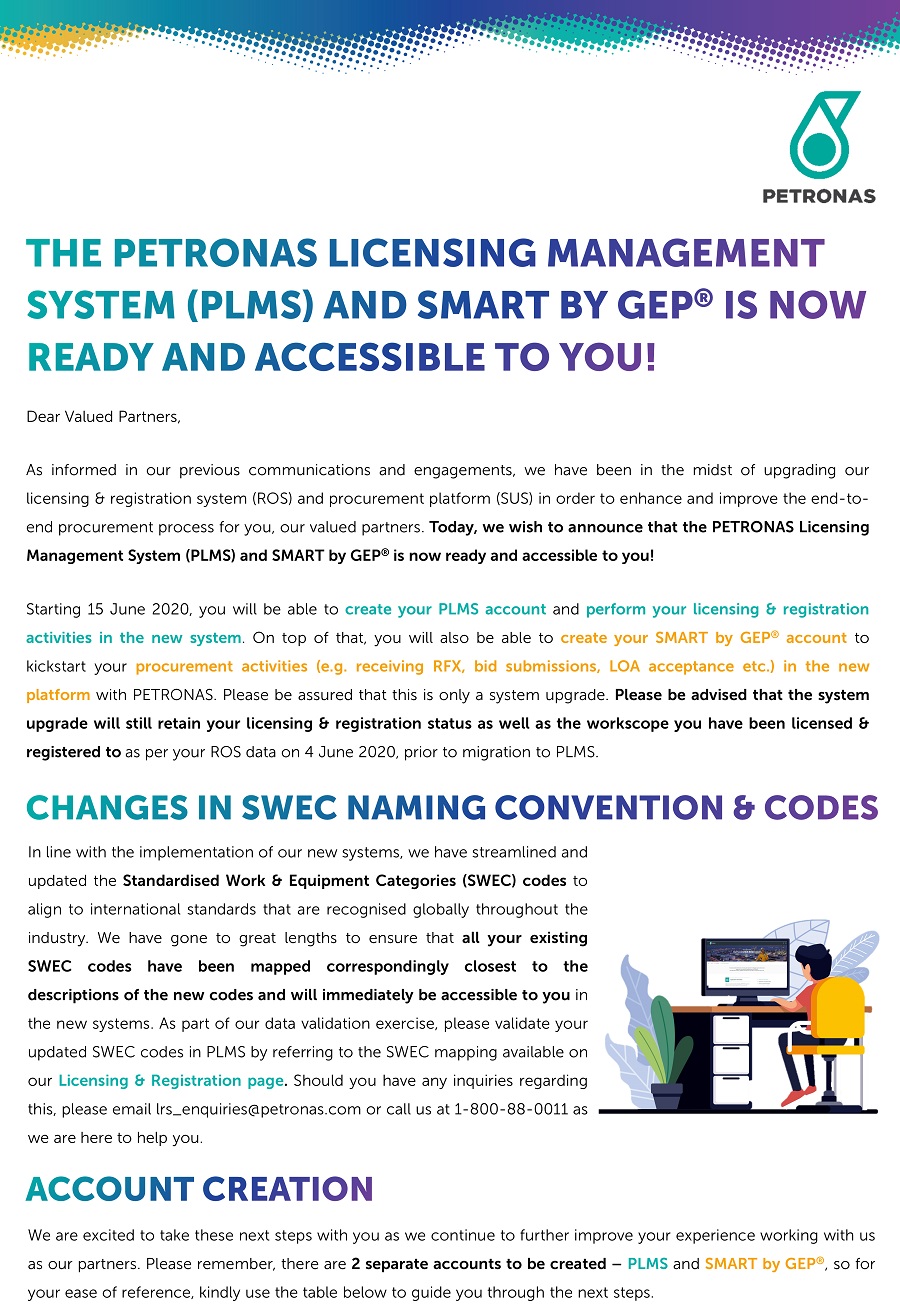 PETRONAS
THE PETRONAS LICENSING MANAGEMENT
SYSTEM (PLMS) AND SMART BY GEP® IS NOW
READY AND ACCESSIBLE TO YOU!
Dear Valued Partners,
As informed in our previous communications and engagements, we have been in the midst of upgrading our
licensing & registration system (ROS) and procurement platform (SUS) in order to enhance and improve the end-to-
end procurement process for you, our valued partners. Today, we wish to announce that the PETRONAS Licensing
Management System (PLMS) and SMART by GEP® is now ready and accessible to you!
Starting 15 June 2020, you will be able to create your PLMS account and perform your licensing & registration
activities in the new system. On top of that, you will also be able to create your SMART by GEP® account to
kickstart your procurement activities (e.g. receiving RFX, bid submissions, LOA acceptance etc.) in the new
platform with PETRONAS. Please be assured that this is only a system upgrade. Please be advised that the system
upgrade will still retain your licensing & registration status as well as the workscope you have been licensed &
registered to as per your ROS data on 4 June 2020, prior to migration to PLMS.
CHANGES IN SWEC NAMING CONVENTION & CODES
In line with the implementation of our new systems, we have streamlined and
updated the Standardised Work & Equipment Categories (SWEC) codes to
align to international standards that are recognised globally throughout the
industry. We have gone to great lengths to ensure that all your existing
SWEC codes have been mapped correspondingly closest to the
descriptions of the new codes and will immediately be accessible to you in
the new systems. As part of our data validation exercise, please validate your
updated SWEC codes in PLMS by referring to the SWEC mapping available on
our Licensing & Registration page. Should you have any inquiries regarding
this, please email lrs_enquiries@petronas.com or call us at 1-800-88-0011 as
we are here to help you.
ACCOUNT CREATION
We are excited to take these next steps with you as we continue to further improve your experience working with us
as our partners. Please remember, there are 2 separate accounts to be created – PLMS and SMART by GEP®, so for
your ease of reference, kindly use the table below to guide you through the next steps.